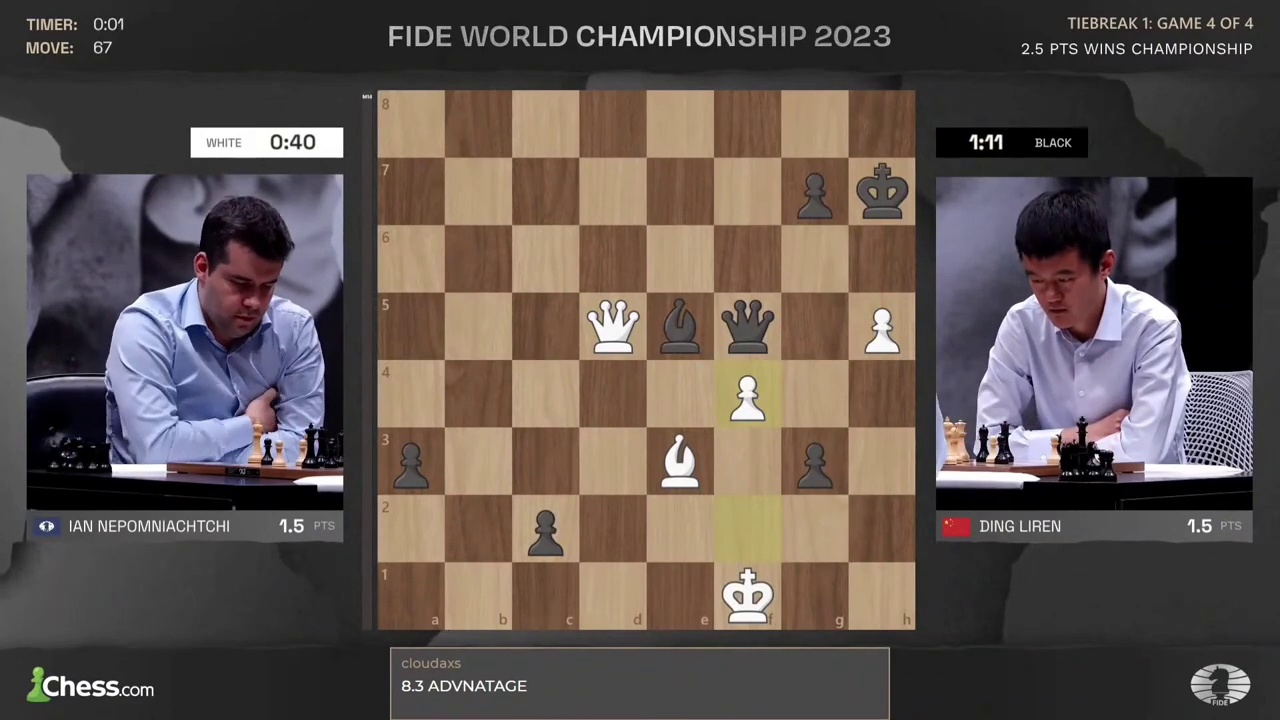 TIMER: 0:01
MOVE: 67
FIDE WORLD CHAMPIONSHIP 2023
TIEBREAK 1: GAME 4 OF 4
2.5 PTS WINS CHAMPIONSHIP
WHITE 0:40
1:11 BLACK
8
7
6
5
4
3
2
1
a b c d e f g h
IAN NEPOMNIACHTCHI 1.5 PTS
DING LIREN 1.5 PTS
cloudaxs
8.3 ADVNATAGE
Chess.com
FIDE